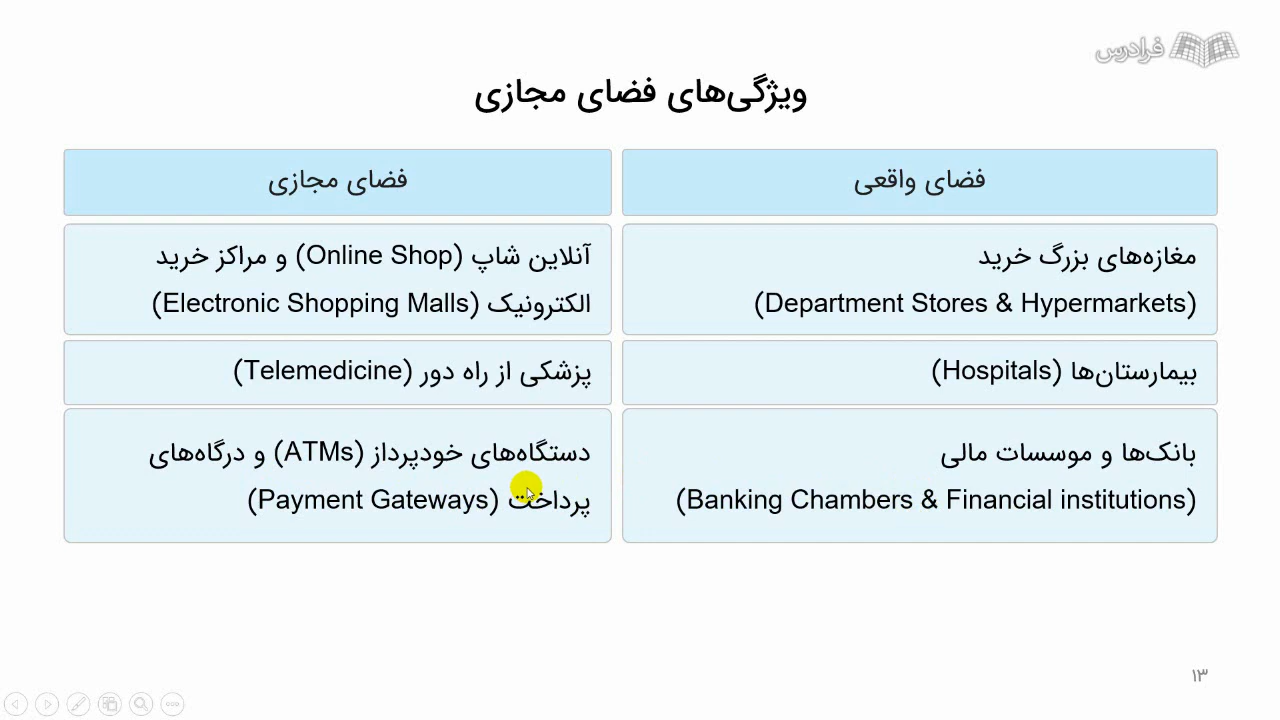 فرادرس
ویژگی‌های فضای مجازی
فضای واقعی
فضای مجازی
مغازه‌های بزرگ خرید
(Department Stores & Hypermarkets)
آنلاین شاپ (Online Shop) و مراکز خرید
الکترونیک (Electronic Shopping Malls)
بیمارستان‌ها (Hospitals)
پزشکی از راه دور (Telemedicine)
بانک‌ها و موسسات مالی
(Banking Chambers & Financial institutions)
دستگاه‌های خودپرداز (ATMs) و درگاه‌های
پرداخت (Payment Gateways)
۱۳